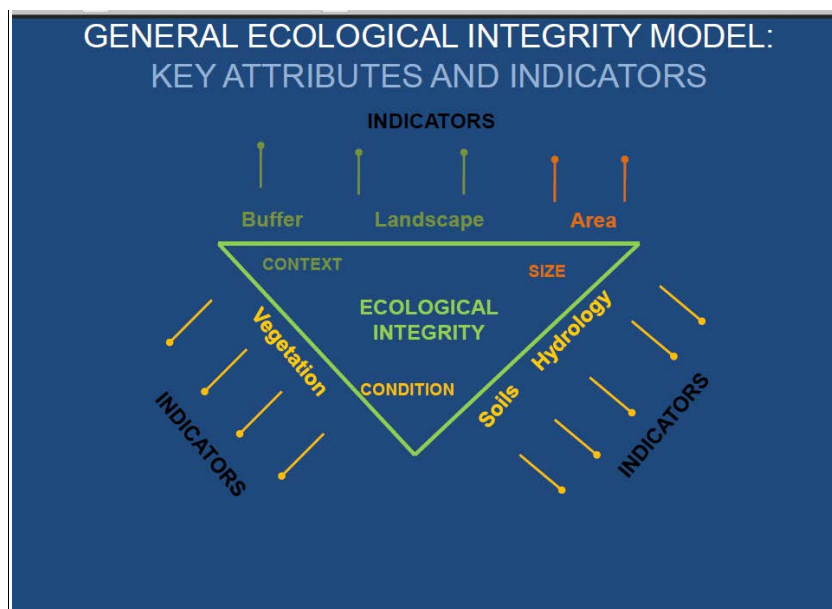 GENERAL ECOLOGICAL INTEGRITY MODEL:
KEY ATTRIBUTES AND INDICATORS
INDICATORS
Buffer
Landscape
Area
CONTEXT
SIZE
ECOLOGICAL
INTEGRITY
Vegetation
Hydrology
CONDITION
Soils
INDICATORS
INDICATORS